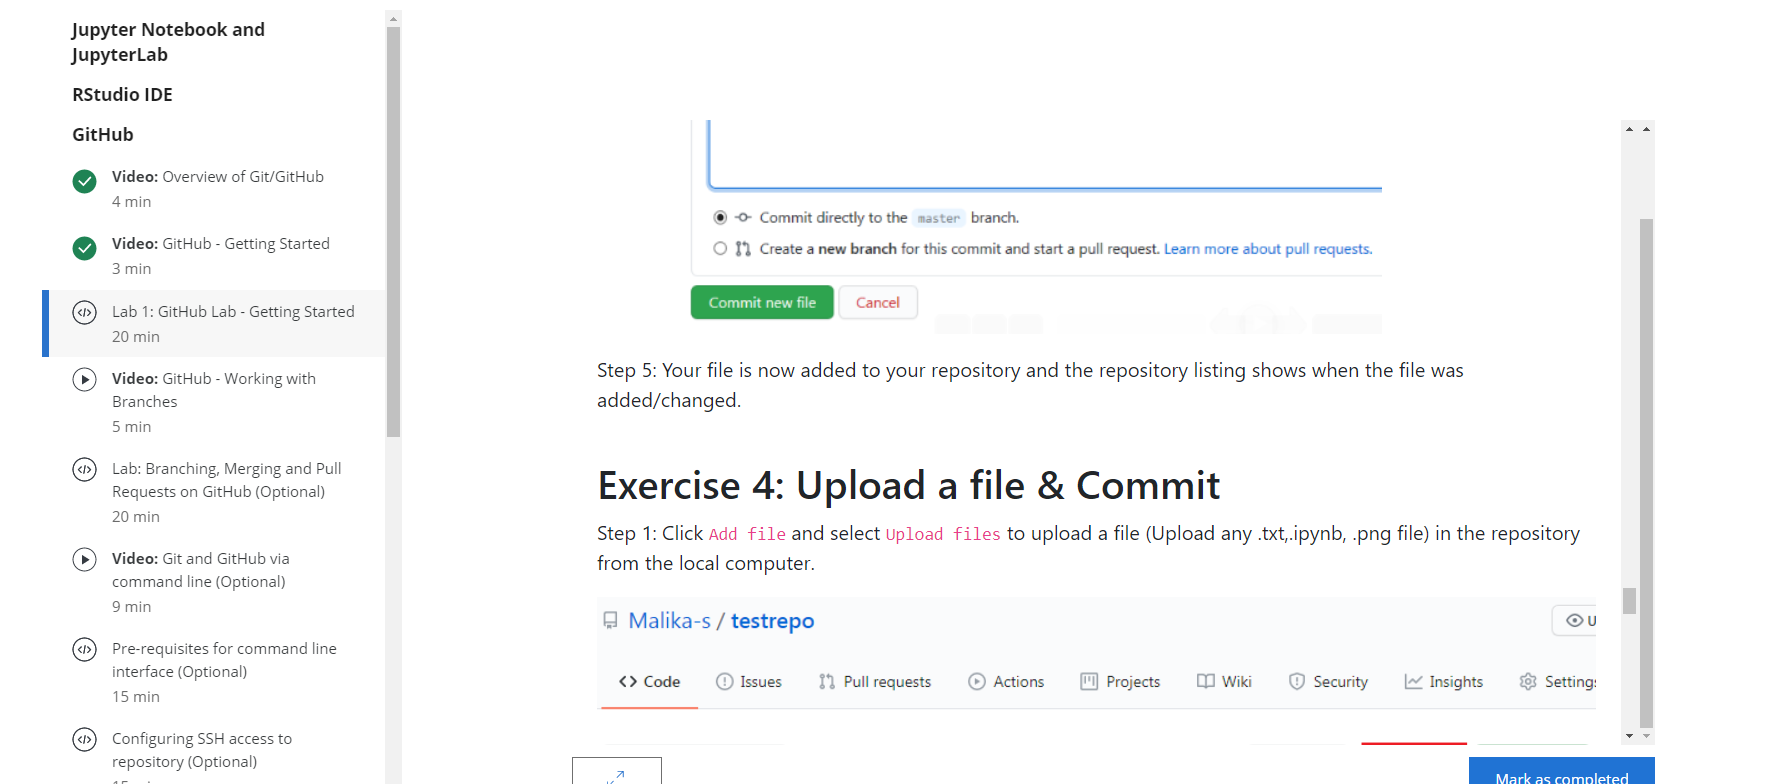 Jupyter Notebook and
JupyterLab
RStudio IDE
GitHub
Video: Overview of Git/GitHub
4 min
Video: GitHub - Getting Started
3 min
Lab 1: GitHub Lab - Getting Started
20 min
Video: GitHub - Working with
Branches
5 min
Lab: Branching, Merging and Pull
Requests on GitHub (Optional)
20 min
Video: Git and GitHub via
command line (Optional)
9 min
Pre-requisites for command line
interface (Optional)
15 min
Configuring SSH access to
repository (Optional)
Commit directly to the master branch.
Create a new branch for this commit and start a pull request. Learn more about pull requests.
Commit new file Cancel
Step 5: Your file is now added to your repository and the repository listing shows when the file was
added/changed.
Exercise 4: Upload a file & Commit
Step 1: Click Add file and select Upload files to upload a file (Upload any .txt,.ipynb, .png file) in the repository
from the local computer.
Malika-s / testrepo
<> Code Issues Pull requests Actions Projects Wiki Security Insights Settings
Mark as completed